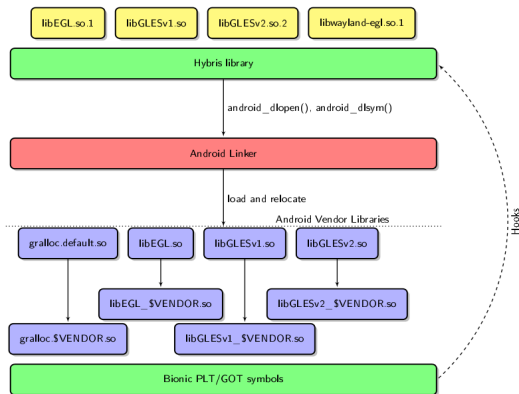 libEGL.so.1
libGLESv1.so
libGLESv2.so.2
libwayland-egl.so.1
Hybris library
android_dlopen(), android_dlsym()
Android Linker
load and relocate
Android Vendor Libraries
gralloc.default.so
libEGL.so
libGLESv1.so
libGLESv2.so
libEGL_$VENDOR.so
libGLESv2_$VENDOR.so
gralloc.$VENDOR.so
libGLESv1_$VENDOR.so
Bionic PLT/GOT symbols
Hooks